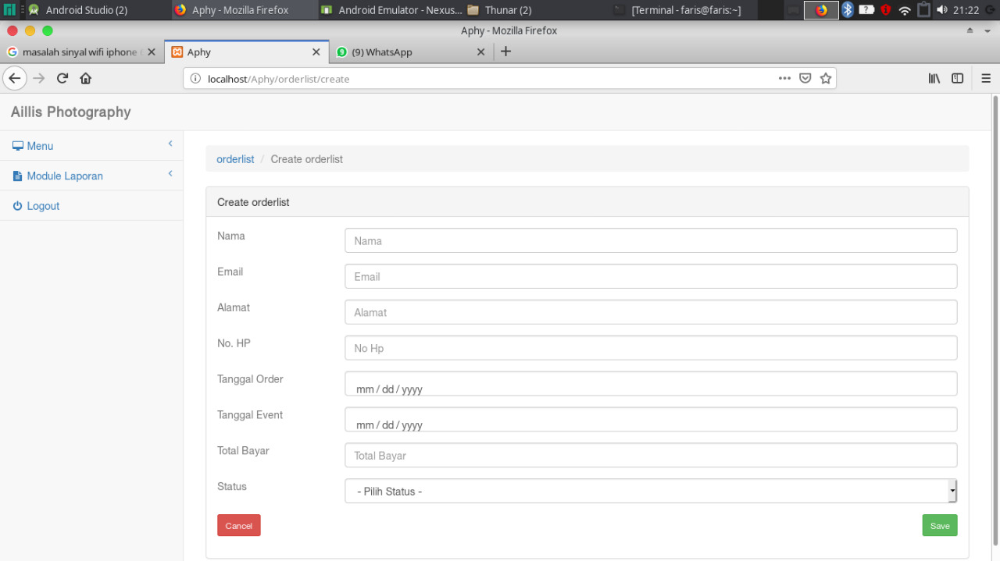 Android Studio (2) Aphy - Mozilla Firefox Android Emulator - Nexus... Thunar (2) [Terminal - faris@faris:~] 21:22
Aphy - Mozilla Firefox
masalah sinyal wifi iphone Aphy (9) WhatsApp
localhost/Aphy/orderlist/create
Aillis Photography
Menu
Module Laporan
Logout
orderlist / Create orderlist
Create orderlist
Nama Nama
Email Email
Alamat Alamat
No. HP No Hp
Tanggal Order mm / dd / yyyy
Tanggal Event mm / dd / yyyy
Total Bayar Total Bayar
Status - Pilih Status -
Cancel Save